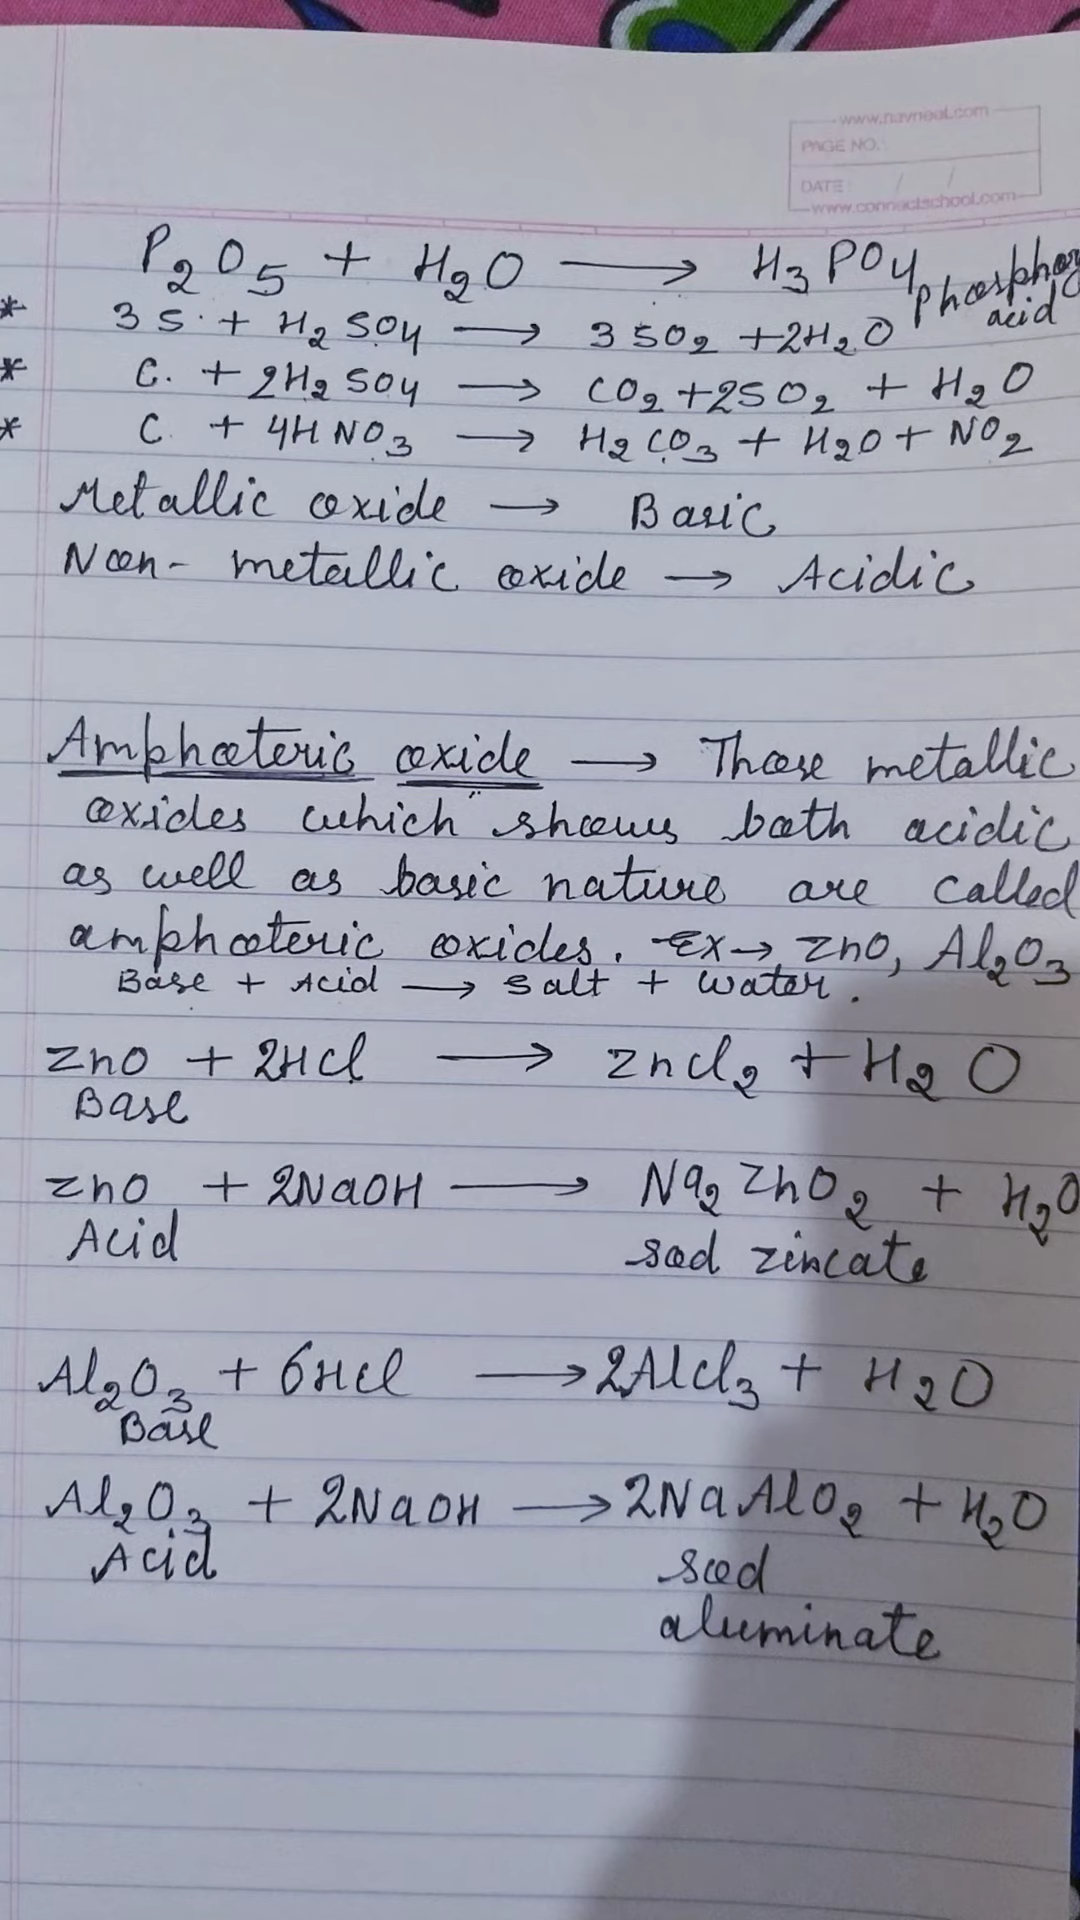 www.navneet.com
PAGE NO.:
DATE: / /
www.connectschool.com
P2O5 + H2O → H3PO4
acid
* 3S + H2SO4 → 3SO2 + 2H2O
* C. + 2H2SO4 → CO2 + 2SO2 + H2O
* C. + 4HNO3 → H2CO3 + H2O + NO2
Metallic oxide → Basic
Non-metallic oxide → Acidic
Amphoteric oxide → Those metallic
oxides which shows both acidic
as well as basic nature are called
amphoteric oxides. Ex→ ZnO, Al2O3
Base + Acid → Salt + Water.
ZnO + 2HCl → ZnCl2 + H2O
Base
ZnO + 2NaOH → Na2ZnO2 + H2O
Acid sod zincate
Al2O3 + 6HCl → 2AlCl3 + H2O
Base
Al2O3 + 2NaOH → 2NaAlO2 + H2O
Acid sod
aluminate